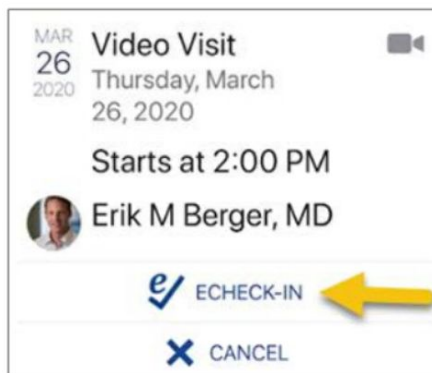 MAR
26
2020
Video Visit
Thursday, March
26, 2020
Starts at 2:00 PM
Erik M Berger, MD
e ECHECK-IN
CANCEL